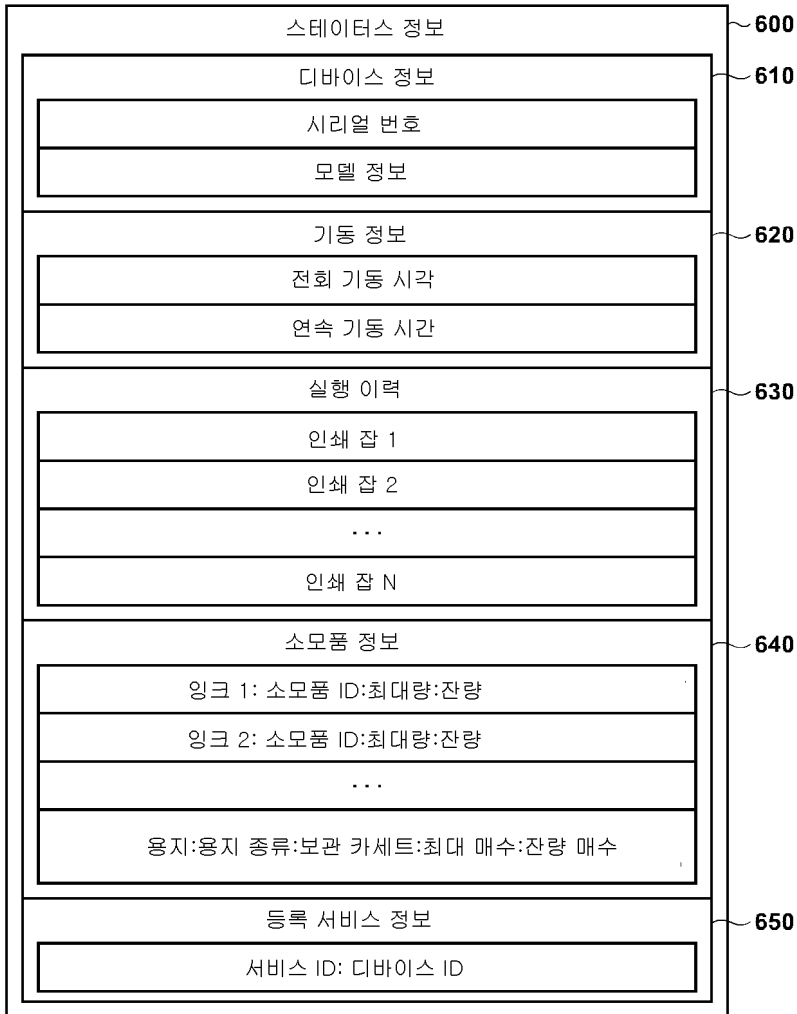 스테이터스 정보 600
디바이스 정보 610
시리얼 번호
모델 정보
기동 정보 620
전회 기동 시각
연속 기동 시간
실행 이력 630
인쇄 잡 1
인쇄 잡 2
...
인쇄 잡 N
소모품 정보 640
잉크 1: 소모품 ID:최대량:잔량
잉크 2: 소모품 ID:최대량:잔량
...
용지:용지 종류:보관 카세트:최대 매수:잔량 매수
등록 서비스 정보 650
서비스 ID: 디바이스 ID